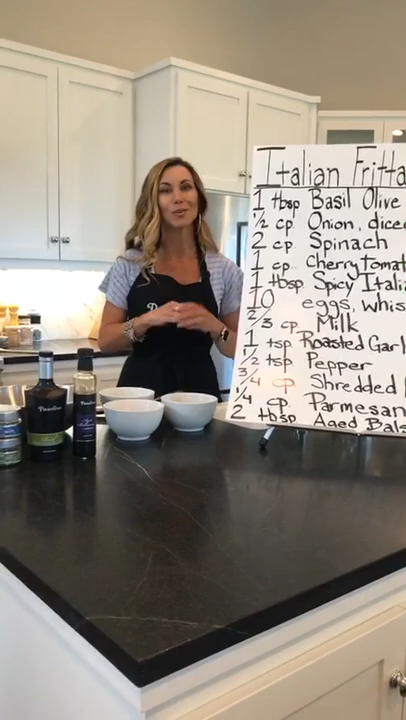 Italian Fritta
1 tbsp Basil Olive
1/2 cp Onion, dice
2 cp Spinach
1 cp Cherry tomat
1 tbsp Spicy Itali
10 eggs, whis
2/3 cp Milk
1 tsp Roasted Garl
1/2 tsp Pepper
3/4 cp Shredded
1/4 cp Parmesan
2 tbsp Aged Bals